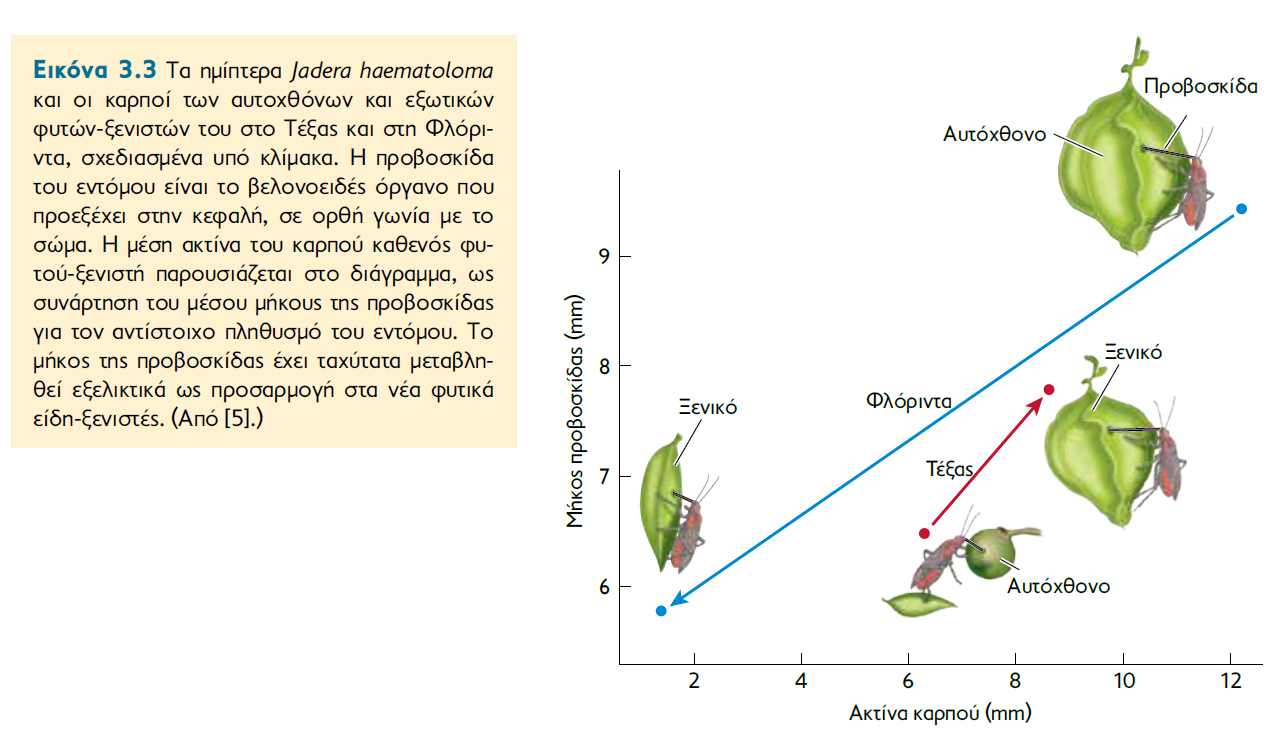 Εικόνα 3.3 Τα ημίπτερα Jadera haematoloma
και οι καρποί των αυτοχθόνων και εξωτικών
φυτών-ξενιστών του στο Τέξας και στη Φλόρι-
ντα, σχεδιασμένα υπό κλίμακα. Η προβοσκίδα
του εντόμου είναι το βελονοειδές όργανο που
προεξέχει στην κεφαλή, σε ορθή γωνία με το
σώμα. Η μέση ακτίνα του καρπού καθενός φυ-
τού-ξενιστή παρουσιάζεται στο διάγραμμα, ως
συνάρτηση του μέσου μήκους της προβοσκίδας
για τον αντίστοιχο πληθυσμό του εντόμου. Το
μήκος της προβοσκίδας έχει ταχύτατα μεταβλη-
θεί εξελικτικά ως προσαρμογή στα νέα φυτικά
είδη-ξενιστές. (Από [5].)
Προβοσκίδα
Αυτόχθονο
9
8
7
6
Μήκος προβοσκίδας (mm)
Ξενικό
Φλόριντα
Ξενικό
Τέξας
Αυτόχθονο
2 4 6 8 10 12
Ακτίνα καρπού (mm)